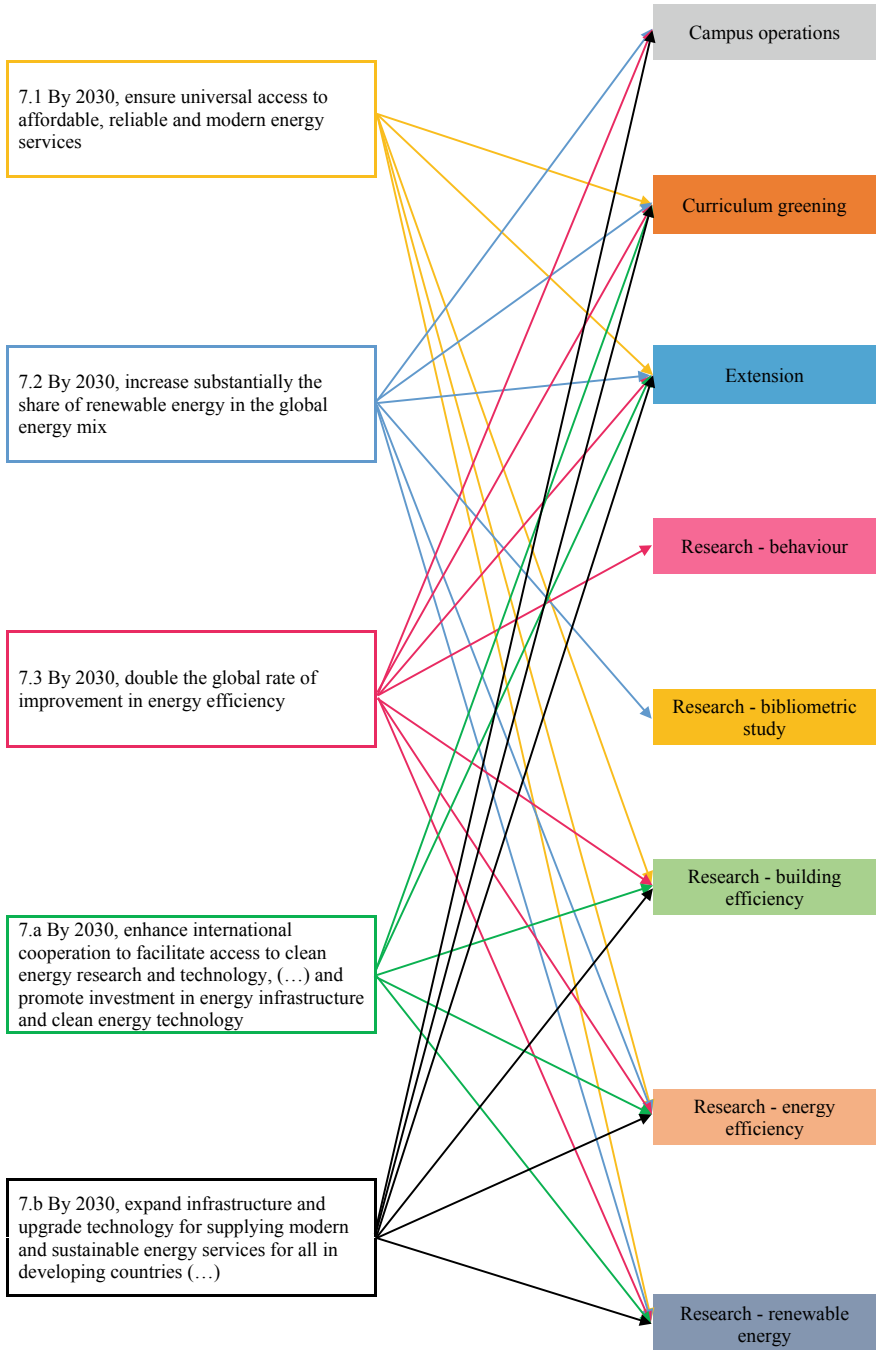 7.1 By 2030, ensure universal access to
affordable, reliable and modern energy
services
7.2 By 2030, increase substantially the
share of renewable energy in the global
energy mix
7.3 By 2030, double the global rate of
improvement in energy efficiency
7.a By 2030, enhance international
cooperation to facilitate access to clean
energy research and technology, (…) and
promote investment in energy infrastructure
and clean energy technology
7.b By 2030, expand infrastructure and
upgrade technology for supplying modern
and sustainable energy services for all in
developing countries (…)
Campus operations
Curriculum greening
Extension
Research - behaviour
Research - bibliometric
study
Research - building
efficiency
Research - energy
efficiency
Research - renewable
energy